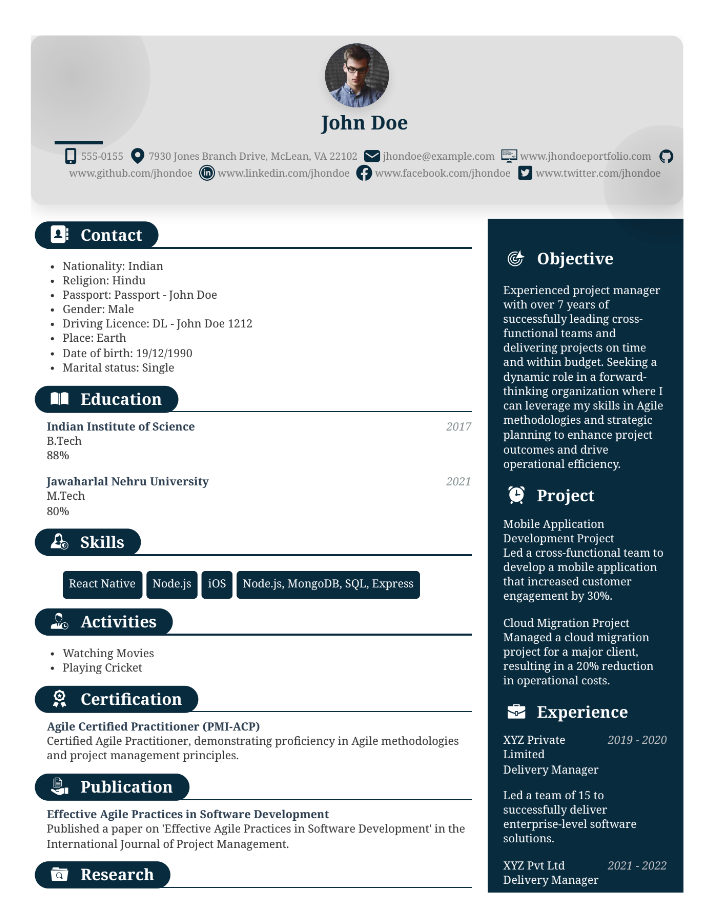 John Doe
555-0155 7930 Jones Branch Drive, McLean, VA 22102 jhondoe@example.com www.jhondoeportfolio.com
www.github.com/jhondoe www.linkedin.com/jhondoe www.facebook.com/jhondoe www.twitter.com/jhondoe
Contact
• Nationality: Indian
• Religion: Hindu
• Passport: Passport - John Doe
• Gender: Male
• Driving Licence: DL - John Doe 1212
• Place: Earth
• Date of birth: 19/12/1990
• Marital status: Single
Education
Indian Institute of Science 2017
B.Tech
88%
Jawaharlal Nehru University 2021
M.Tech
80%
Skills
React Native Node.js iOS Node.js, MongoDB, SQL, Express
Activities
• Watching Movies
• Playing Cricket
Certification
Agile Certified Practitioner (PMI-ACP)
Certified Agile Practitioner, demonstrating proficiency in Agile methodologies
and project management principles.
Publication
Effective Agile Practices in Software Development
Published a paper on 'Effective Agile Practices in Software Development' in the
International Journal of Project Management.
Research
Objective
Experienced project manager
with over 7 years of
successfully leading cross-
functional teams and
delivering projects on time
and within budget. Seeking a
dynamic role in a forward-
thinking organization where I
can leverage my skills in Agile
methodologies and strategic
planning to enhance project
outcomes and drive
operational efficiency.
Project
Mobile Application
Development Project
Led a cross-functional team to
develop a mobile application
that increased customer
engagement by 30%.
Cloud Migration Project
Managed a cloud migration
project for a major client,
resulting in a 20% reduction
in operational costs.
Experience
XYZ Private 2019 - 2020
Limited
Delivery Manager
Led a team of 15 to
successfully deliver
enterprise-level software
solutions.
XYZ Pvt Ltd 2021 - 2022
Delivery Manager